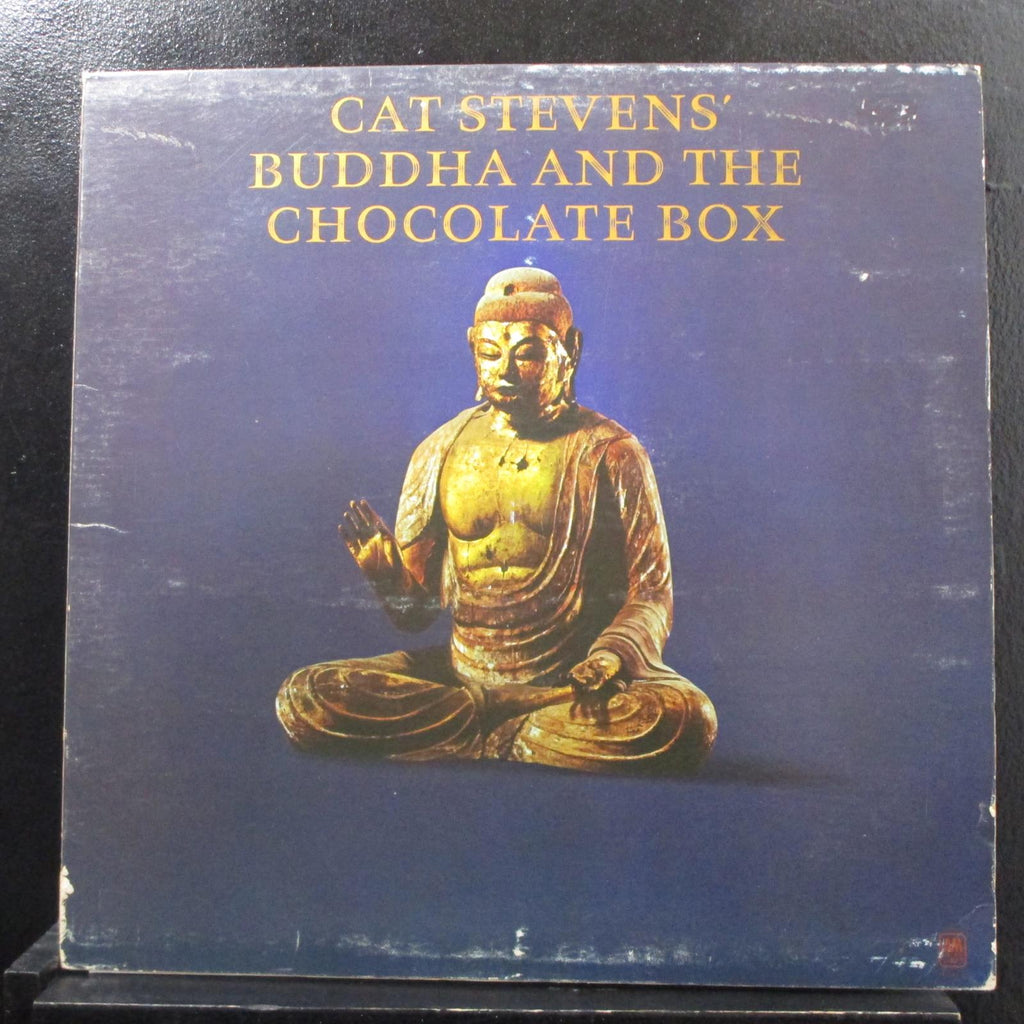 CAT STEVENS'
BUDDHA AND THE
CHOCOLATE BOX